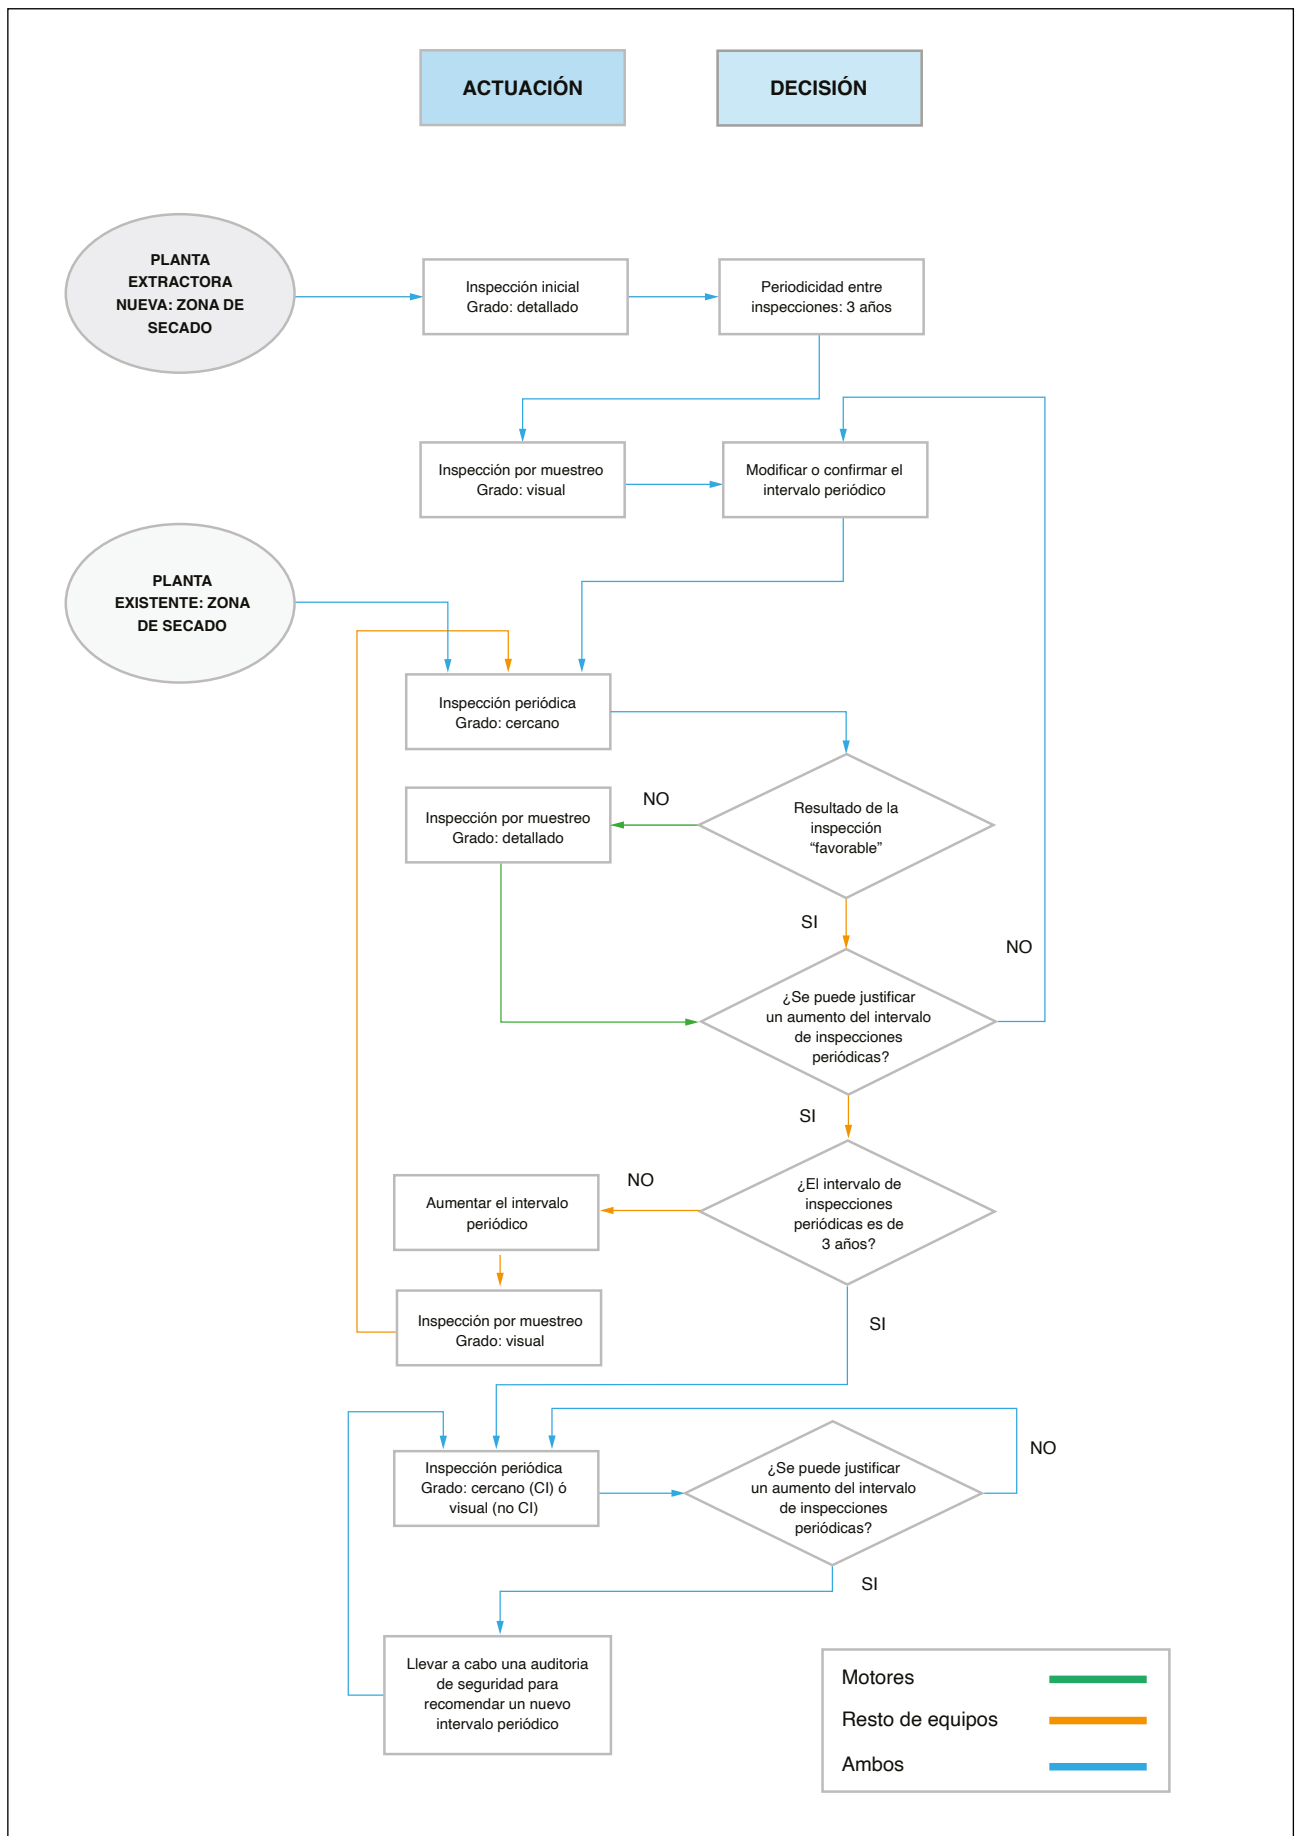 ACTUACIÓN
DECISIÓN
PLANTA
EXTRACTORA
NUEVA: ZONA DE
SECADO
Inspección inicial
Grado: detallado
Periodicidad entre
inspecciones: 3 años
Inspección por muestreo
Grado: visual
Modificar o confirmar el
intervalo periódico
PLANTA
EXISTENTE: ZONA
DE SECADO
Inspección periódica
Grado: cercano
Inspección por muestreo
Grado: detallado
NO
Resultado de la
inspección
“favorable”
SI
NO
¿Se puede justificar
un aumento del intervalo
de inspecciones
periódicas?
SI
Aumentar el intervalo
periódico
NO
¿El intervalo de
inspecciones
periódicas es de
3 años?
Inspección por muestreo
Grado: visual
SI
Inspección periódica
Grado: cercano (CI) ó
visual (no CI)
¿Se puede justificar
un aumento del intervalo
de inspecciones
periódicas?
NO
SI
Llevar a cabo una auditoria
de seguridad para
recomendar un nuevo
intervalo periódico
Motores
Resto de equipos
Ambos